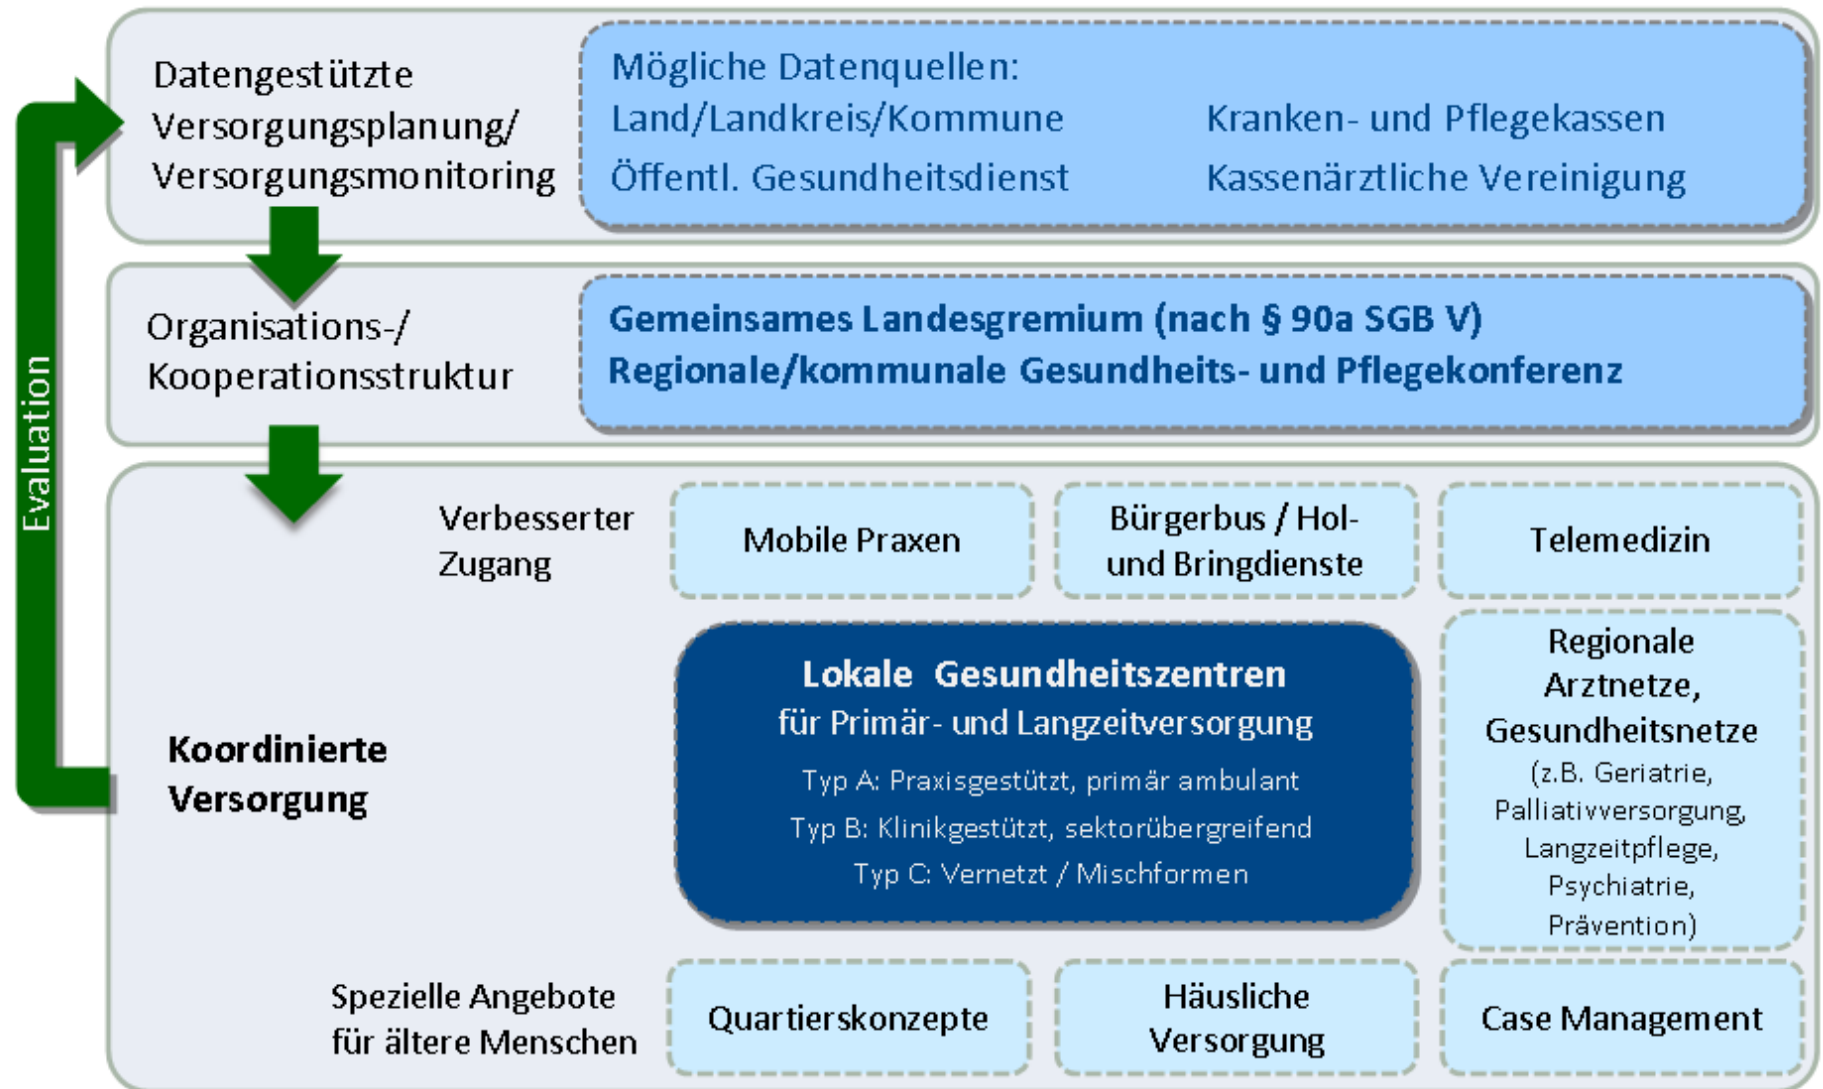 Datengestützte
Versorgungsplanung/
Versorgungsmonitoring
Mögliche Datenquellen:
Land/Landkreis/Kommune
Kranken- und Pflegekassen
Öffentl. Gesundheitsdienst
Kassenärztliche Vereinigung
Organisations-/
Kooperationsstruktur
Gemeinsames Landesgremium (nach § 90a SGB V)
Regionale/kommunale Gesundheits- und Pflegekonferenz
Evaluation
Verbesserter
Zugang
Mobile Praxen
Bürgerbus / Hol-
und Bringdienste
Telemedizin
Koordinierte
Versorgung
Lokale Gesundheitszentren
für Primär- und Langzeitversorgung
Typ A: Praxisgestützt, primär ambulant
Typ B: Klinikgestützt, sektorübergreifend
Typ C: Vernetzt / Mischformen
Regionale
Arztnetze,
Gesundheitsnetze
(z.B. Geriatrie,
Palliativversorgung,
Langzeitpflege,
Psychiatrie,
Prävention)
Spezielle Angebote
für ältere Menschen
Quartierskonzepte
Häusliche
Versorgung
Case Management